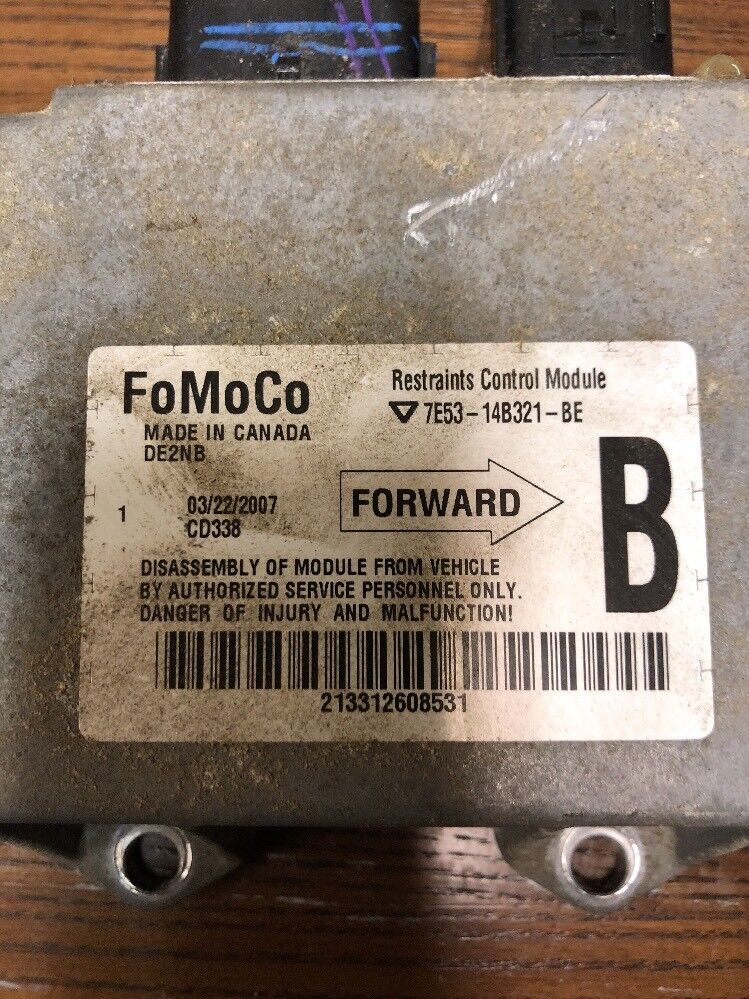 FoMoCo
MADE IN CANADA
DE2NB
Restraints Control Module
7E53-14B321-BE
1
03/22/2007
CD338
FORWARD
B
DISASSEMBLY OF MODULE FROM VEHICLE
BY AUTHORIZED SERVICE PERSONNEL ONLY.
DANGER OF INJURY AND MALFUNCTION!
213312608531